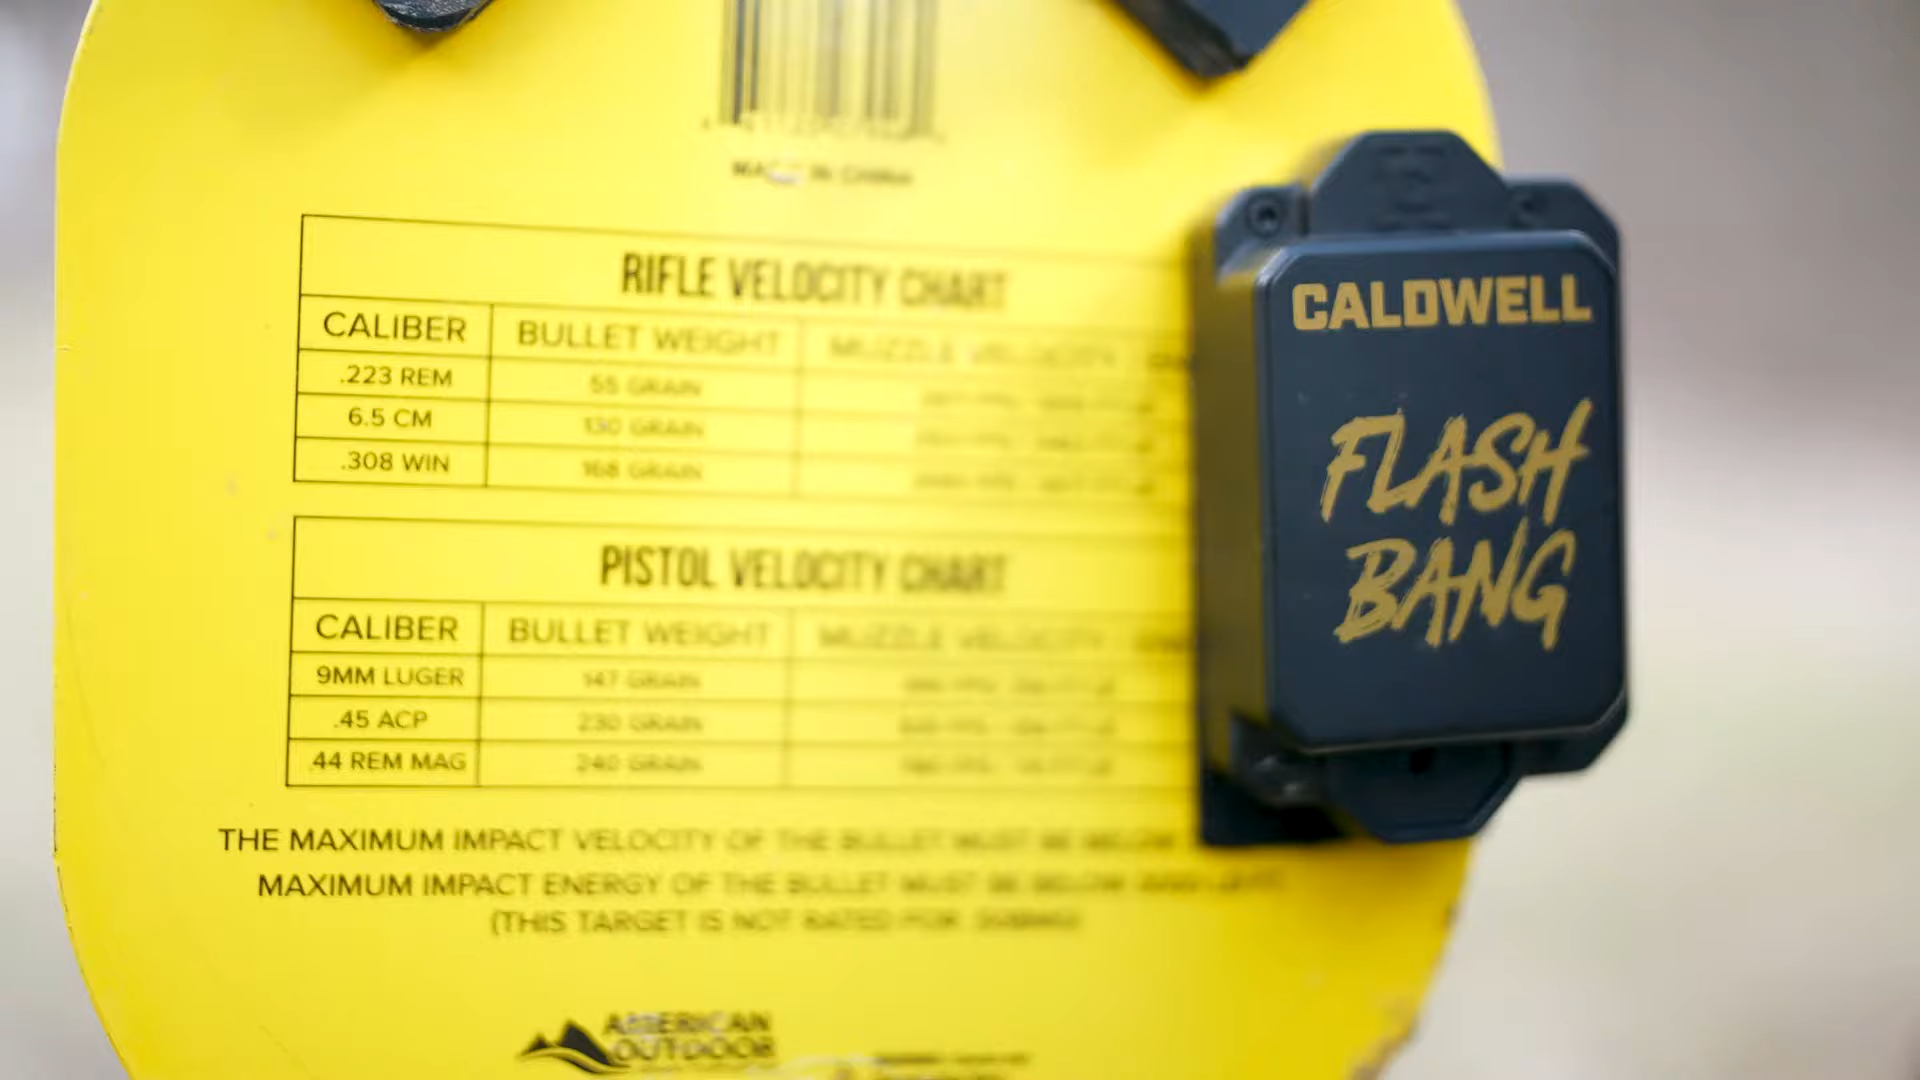 MADE IN CHINA
RIFLE VELOCITY CHART
CALIBER BULLET WEIGHT MUZZLE VELOCITY
.223 REM 55 GRAIN
6.5 CM 130 GRAIN
.308 WIN 168 GRAIN
PISTOL VELOCITY CHART
CALIBER BULLET WEIGHT MUZZLE VELOCITY
9MM LUGER 147 GRAIN
.45 ACP 230 GRAIN
.44 REM MAG 240 GRAIN
THE MAXIMUM IMPACT VELOCITY OF THE BULLET MUST BE BELOW
MAXIMUM IMPACT ENERGY OF THE BULLET MUST BE BELOW
(THIS TARGET IS NOT RATED FOR
AMERICAN
OUTDOOR
CALDWELL
FLASH
BANG